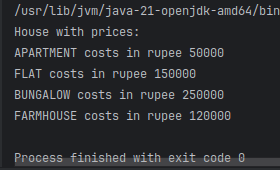 /usr/lib/jvm/java-21-openjdk-amd64/bin
House with prices:
APARTMENT costs in rupee 50000
FLAT costs in rupee 150000
BUNGALOW costs in rupee 250000
FARMHOUSE costs in rupee 120000
Process finished with exit code 0